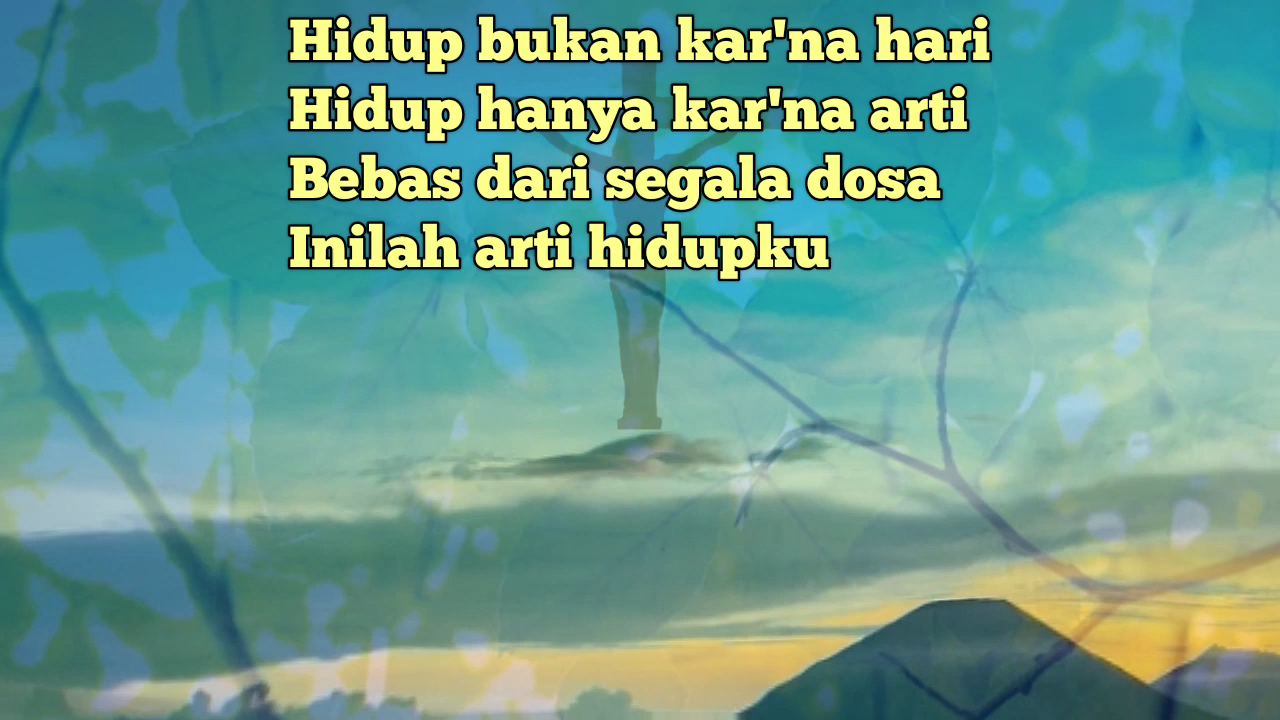 Hidup bukan kar'na hari
Hidup hanya kar'na arti
Bebas dari segala dosa
Inilah arti hidupku